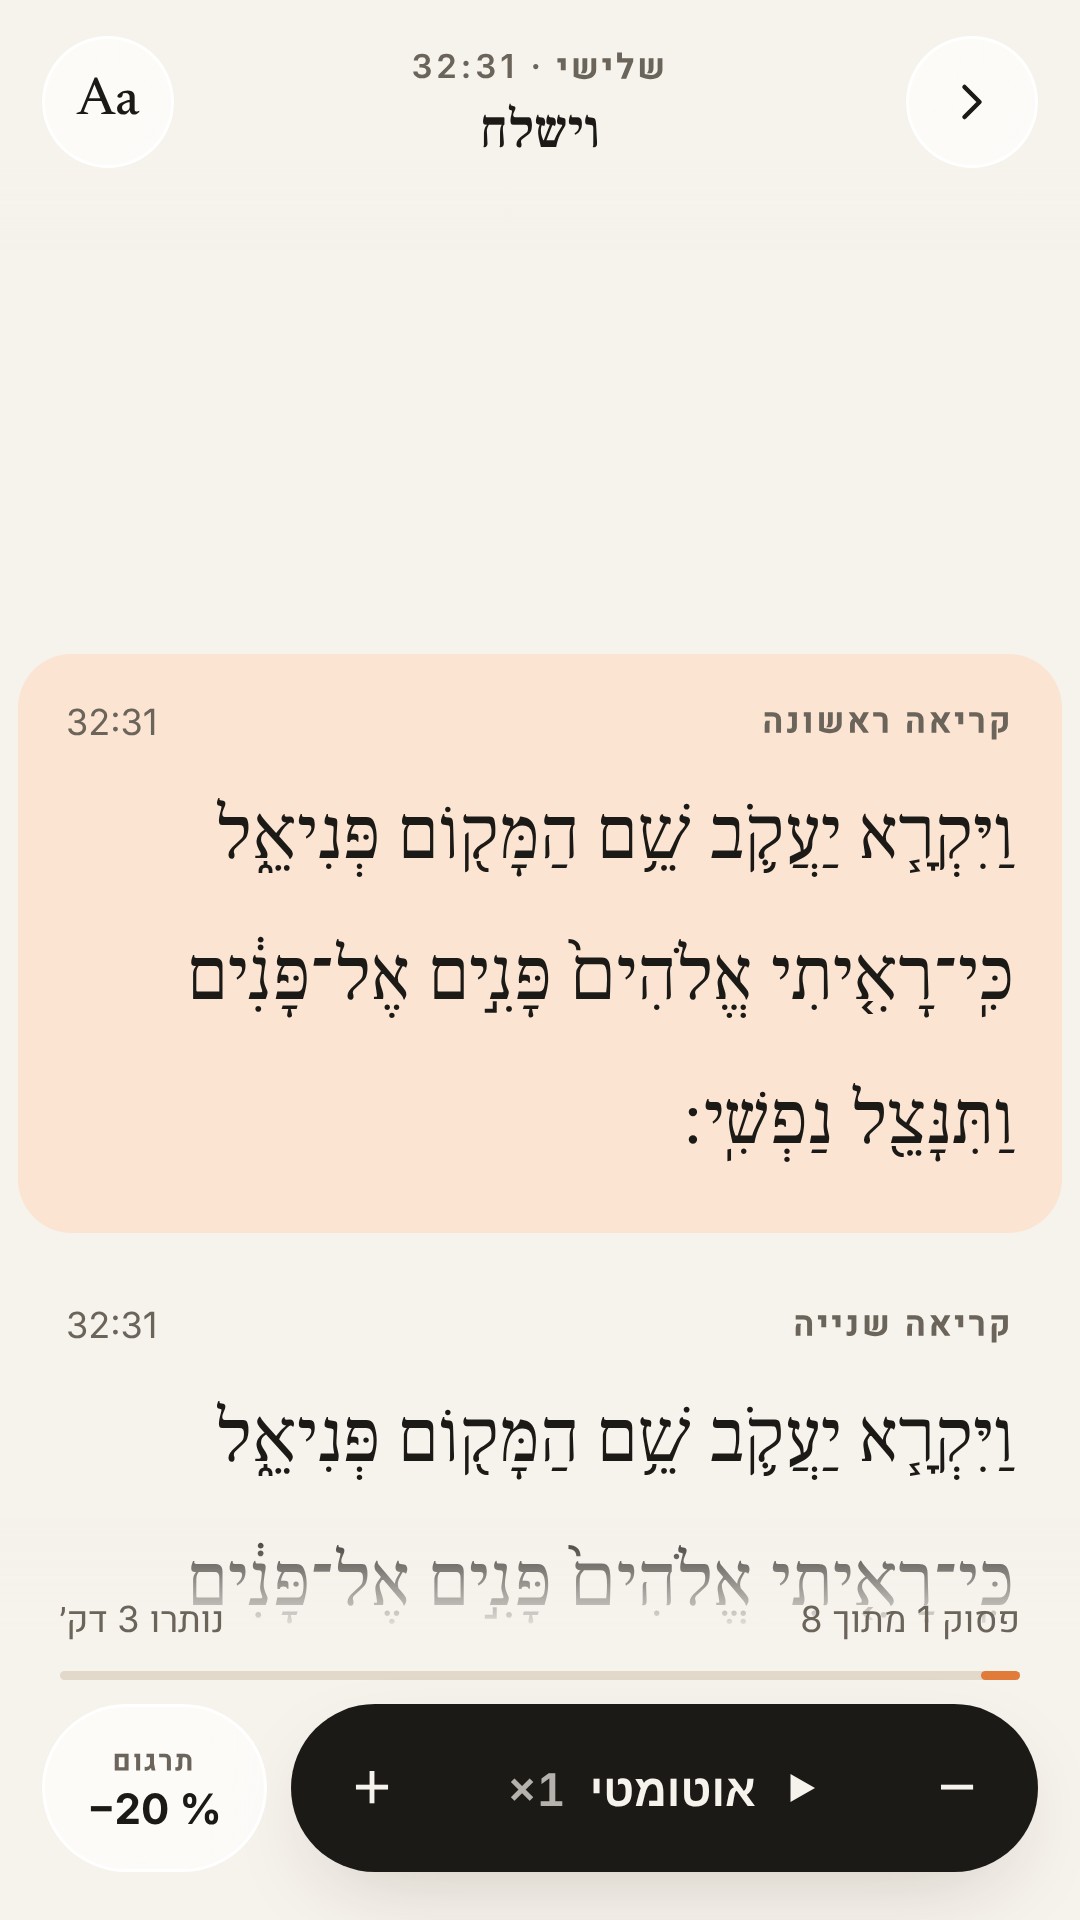 שלישי · 32:31
Aa
וישלח
קריאה ראשונה 32:31
וַיִּקְרָ֧א יַעֲקֹ֛ב שֵׁ֥ם הַמָּק֖וֹם פְּנִיאֵ֑ל
כִּֽי־רָאִ֤יתִי אֱלֹהִים֙ פָּנִ֣ים אֶל־פָּנִ֔ים
וַתִּנָּצֵ֖ל נַפְשִֽׁי׃
קריאה שנייה 32:31
וַיִּקְרָ֧א יַעֲקֹ֛ב שֵׁ֥ם הַמָּק֖וֹם פְּנִיאֵ֑ל
כִּֽי־רָאִ֤יתִי אֱלֹהִים֙ פָּנִ֣ים אֶל־פָּנִ֔ים
פסוק 1 מתוך 8 נותרו 3 דק׳
− אוטומטי 1× +
תרגום
−20 %